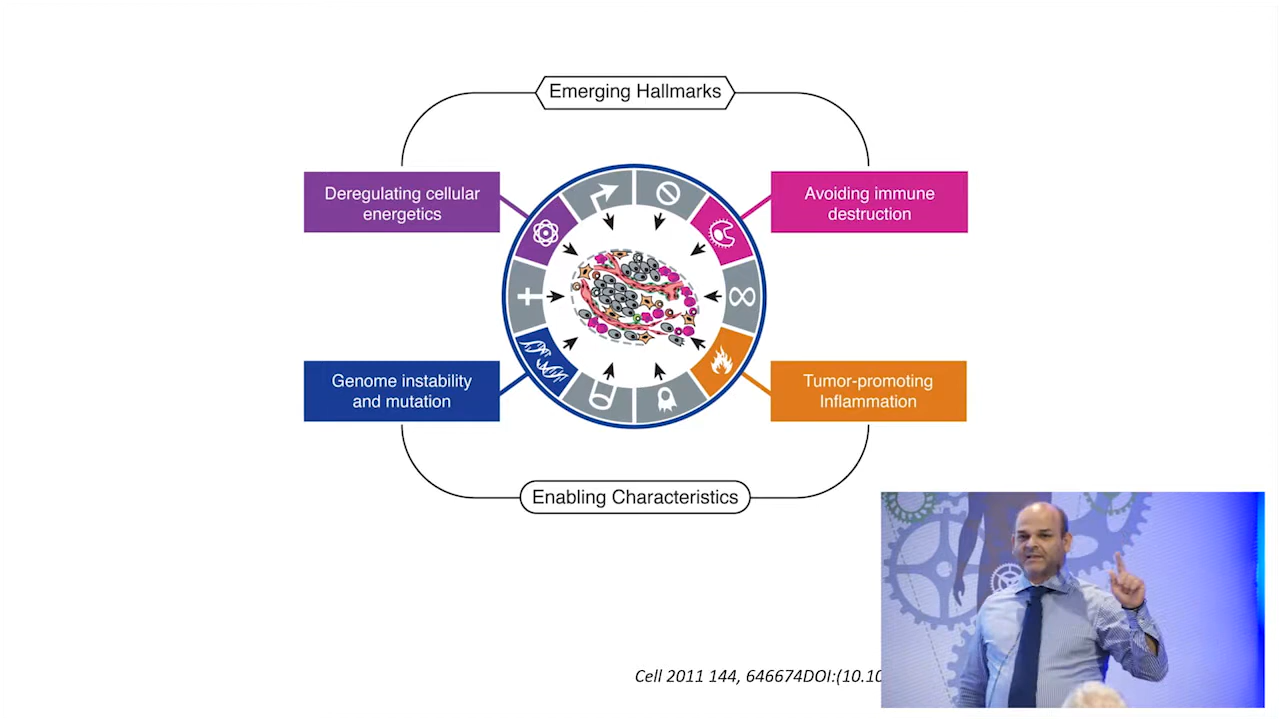 Emerging Hallmarks
Deregulating cellular
energetics
Avoiding immune
destruction
Genome instability
and mutation
Tumor-promoting
Inflammation
Enabling Characteristics
Cell 2011 144, 646674DOI:(10.10